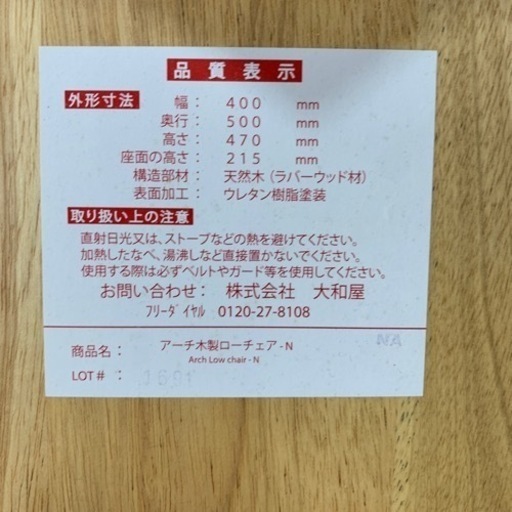 品質表示
外形寸法 幅： 400 mm
奥行： 500 mm
高さ： 470 mm
座面の高さ： 215 mm
構造部材： 天然木（ラバーウッド材）
表面加工： ウレタン樹脂塗装
取り扱い上の注意
直射日光又は、ストーブなどの熱を避けてください。
加熱したなべ、湯沸しなど直接置かないでください。
使用する際は必ずベルトやガード等を使用してください。
お問い合わせ： 株式会社 大和屋
ﾌﾘｰﾀﾞｲﾔﾙ 0120-27-8108
商品名： アーチ木製ローチェア - N
Arch Low chair - N
NA
LOT＃ ：